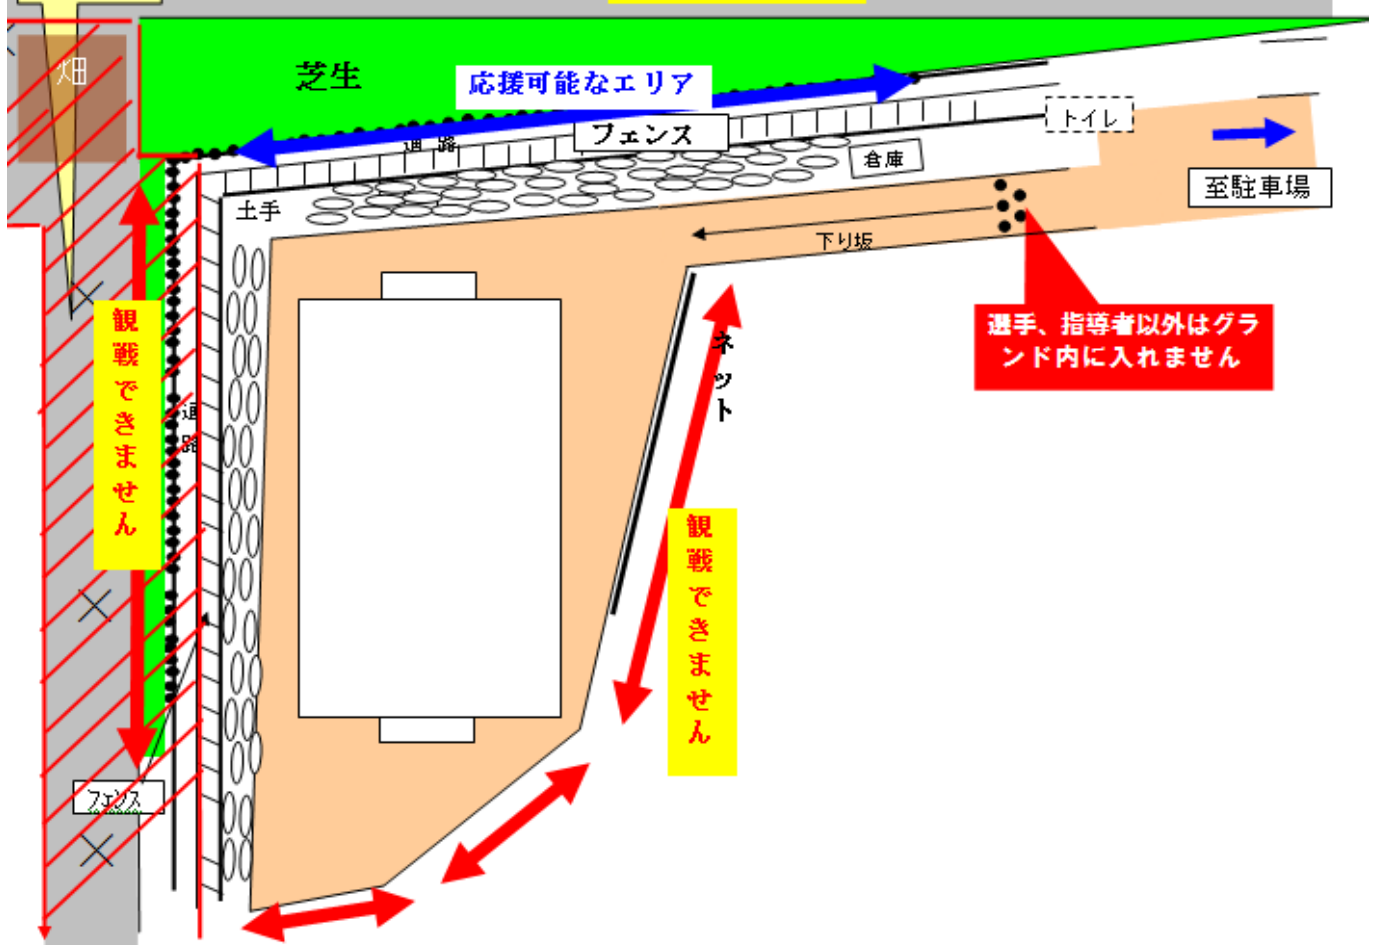 畑
芝生
応援可能なエリア
フェンス
通路
トイレ
倉庫
至駐車場
土手
下り坂
選手、指導者以外はグラ
ンド内に入れません
観戦できません
ネット
通路
観戦できません
フェンス